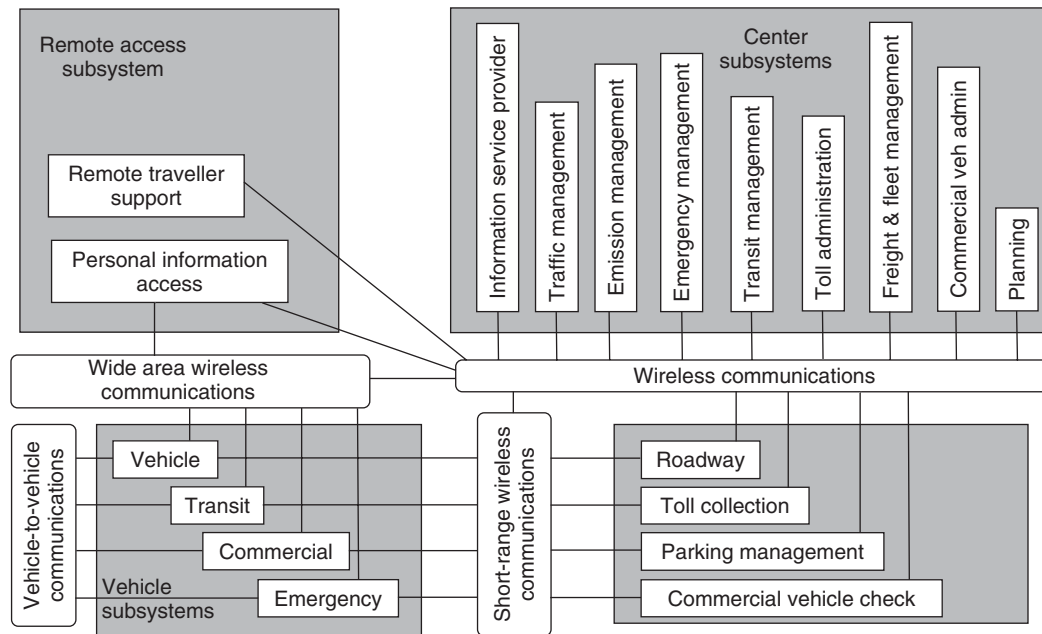 Remote access
subsystem
Remote traveller
support
Personal information
access
Center
subsystems
Information service provider
Traffic management
Emission management
Emergency management
Transit management
Toll administration
Freight & fleet management
Commercial veh admin
Planning
Wide area wireless
communications
Wireless communications
Vehicle-to-vehicle
communications
Vehicle
Transit
Commercial
Emergency
Vehicle
subsystems
Short-range wireless
communications
Roadway
Toll collection
Parking management
Commercial vehicle check